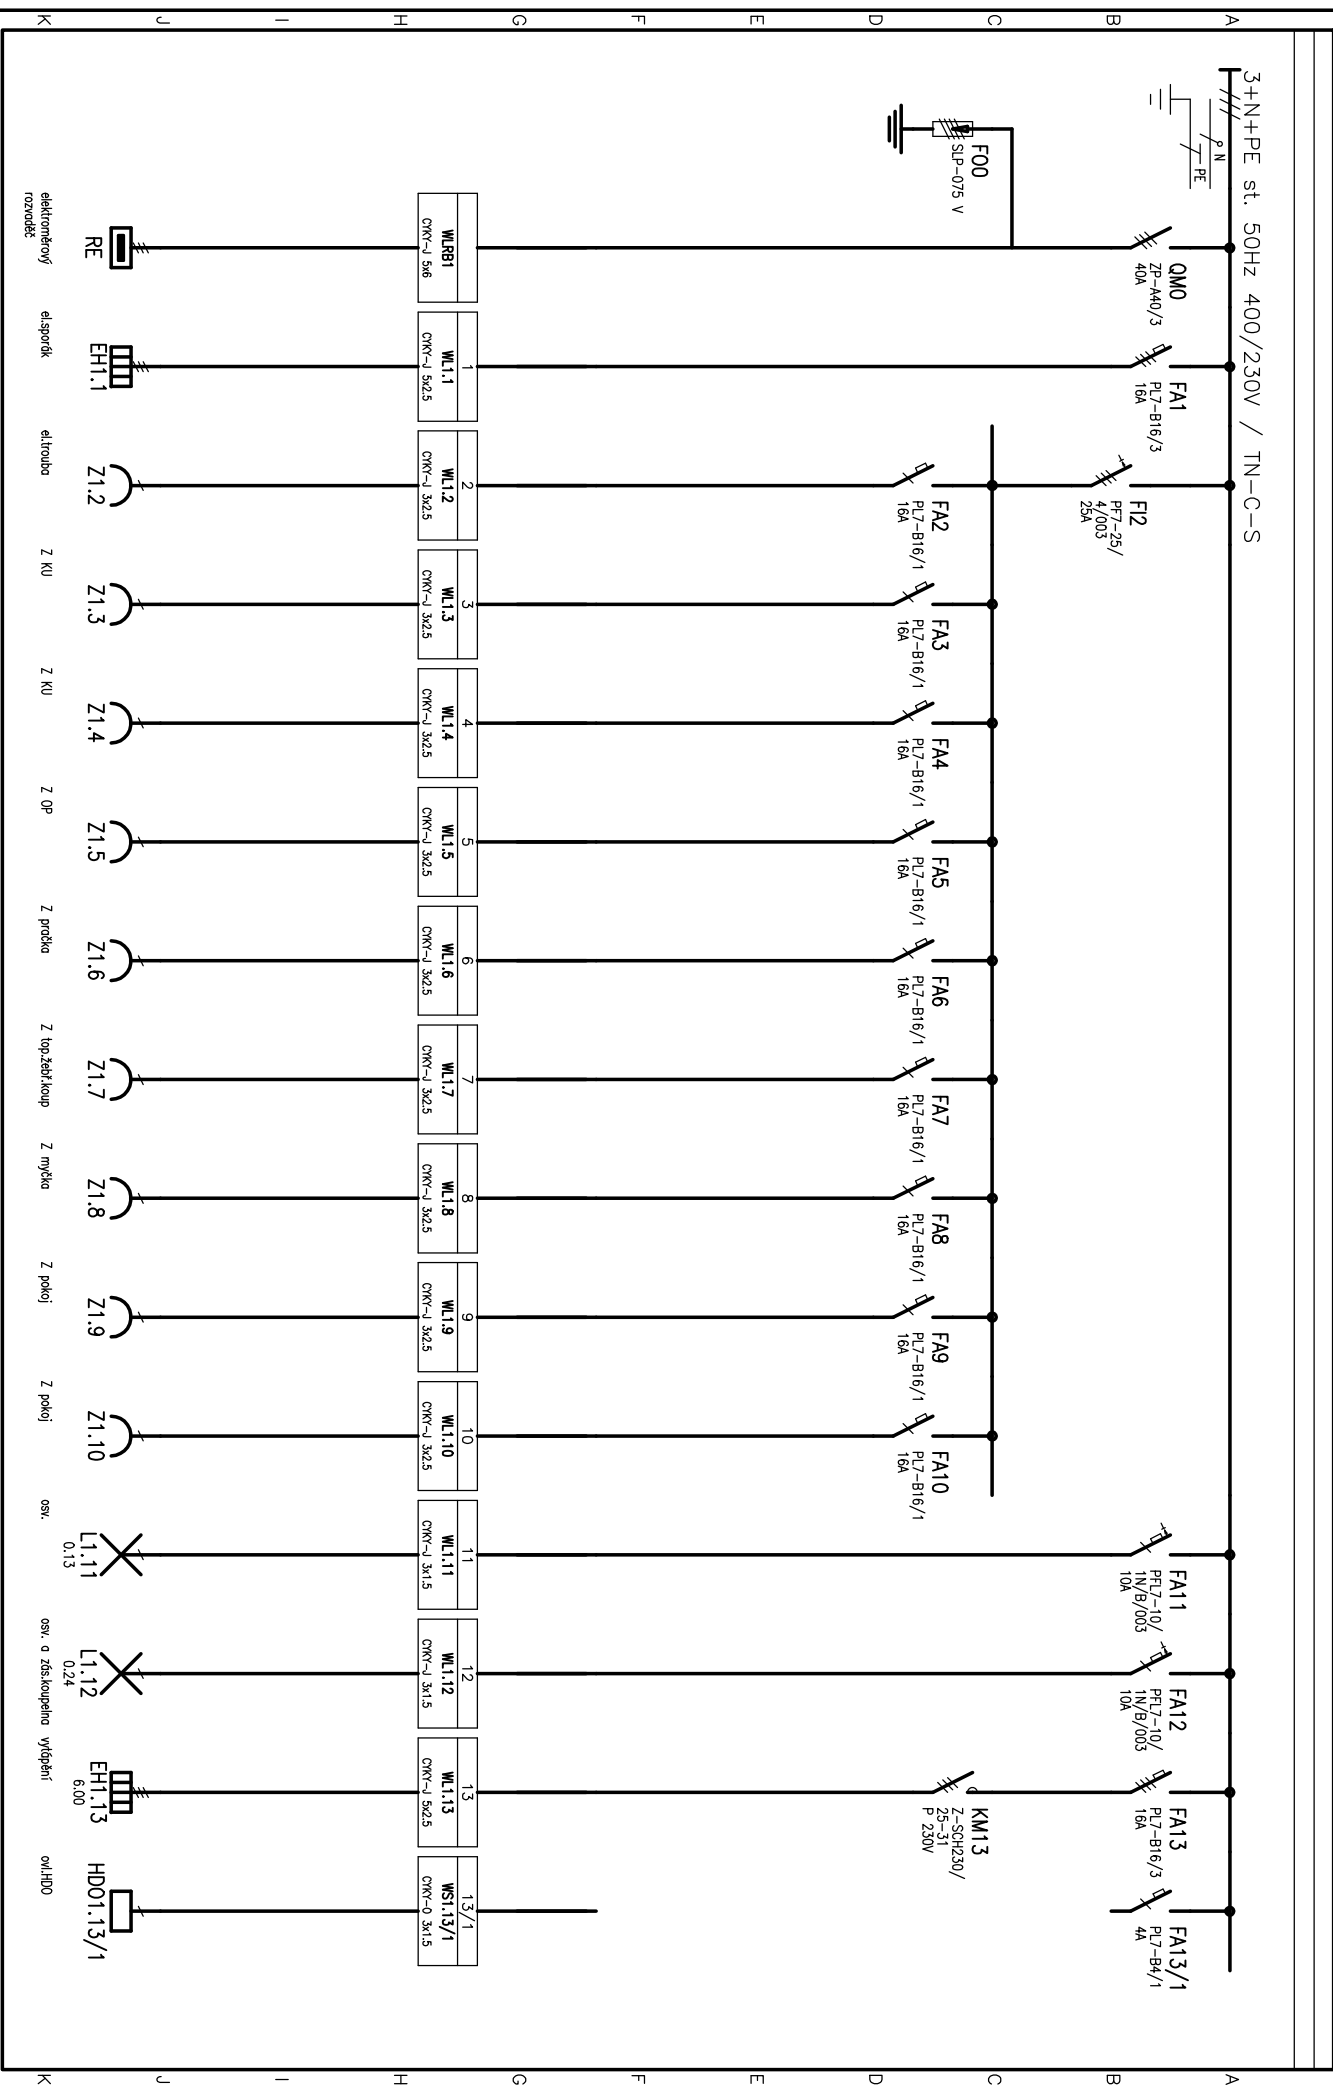 A B C D E F G H I J K
3+N+PE st. 50Hz 400/230V / TN-C-S
N
PE
F00
SLP-075 V
QM0
ZP-A40/3
40A
FA1
PL7-B16/3
16A
FI2
PF7-25/
4/003
25A
FA2
PL7-B16/1
16A
FA3
PL7-B16/1
16A
FA4
PL7-B16/1
16A
FA5
PL7-B16/1
16A
FA6
PL7-B16/1
16A
FA7
PL7-B16/1
16A
FA8
PL7-B16/1
16A
FA9
PL7-B16/1
16A
FA10
PL7-B16/1
16A
FA11
PFL7-10/
1N/B/003
10A
FA12
PFL7-10/
1N/B/003
10A
FA13
PL7-B16/3
16A
KM13
Z-SCH230/
25-31
P 230V
FA13/1
PL7-B4/1
4A
WLRB1
CYKY-J 5x6
1
WL1.1
CYKY-J 5x2.5
2
WL1.2
CYKY-J 3x2.5
3
WL1.3
CYKY-J 3x2.5
4
WL1.4
CYKY-J 3x2.5
5
WL1.5
CYKY-J 3x2.5
6
WL1.6
CYKY-J 3x2.5
7
WL1.7
CYKY-J 3x2.5
8
WL1.8
CYKY-J 3x2.5
9
WL1.9
CYKY-J 3x2.5
10
WL1.10
CYKY-J 3x2.5
11
WL1.11
CYKY-J 3x1.5
12
WL1.12
CYKY-J 3x1.5
13
WL1.13
CYKY-J 5x2.5
13/1
WS1.13/1
CYKY-O 3x1.5
RE
EH1.1
Z1.2
Z1.3
Z1.4
Z1.5
Z1.6
Z1.7
Z1.8
Z1.9
Z1.10
L1.11
0.13
L1.12
0.24
EH1.13
6.00
HDO1.13/1
elektroměrový
rozvaděč
el.sporák
el.trouba
Z KU
Z KU
Z OP
Z pračka
Z top.žebř.koup
Z myčka
Z pokoj
Z pokoj
osv.
osv. a zás.koupelna
vytápění
ovl.HDO
A B C D E F G H I J K